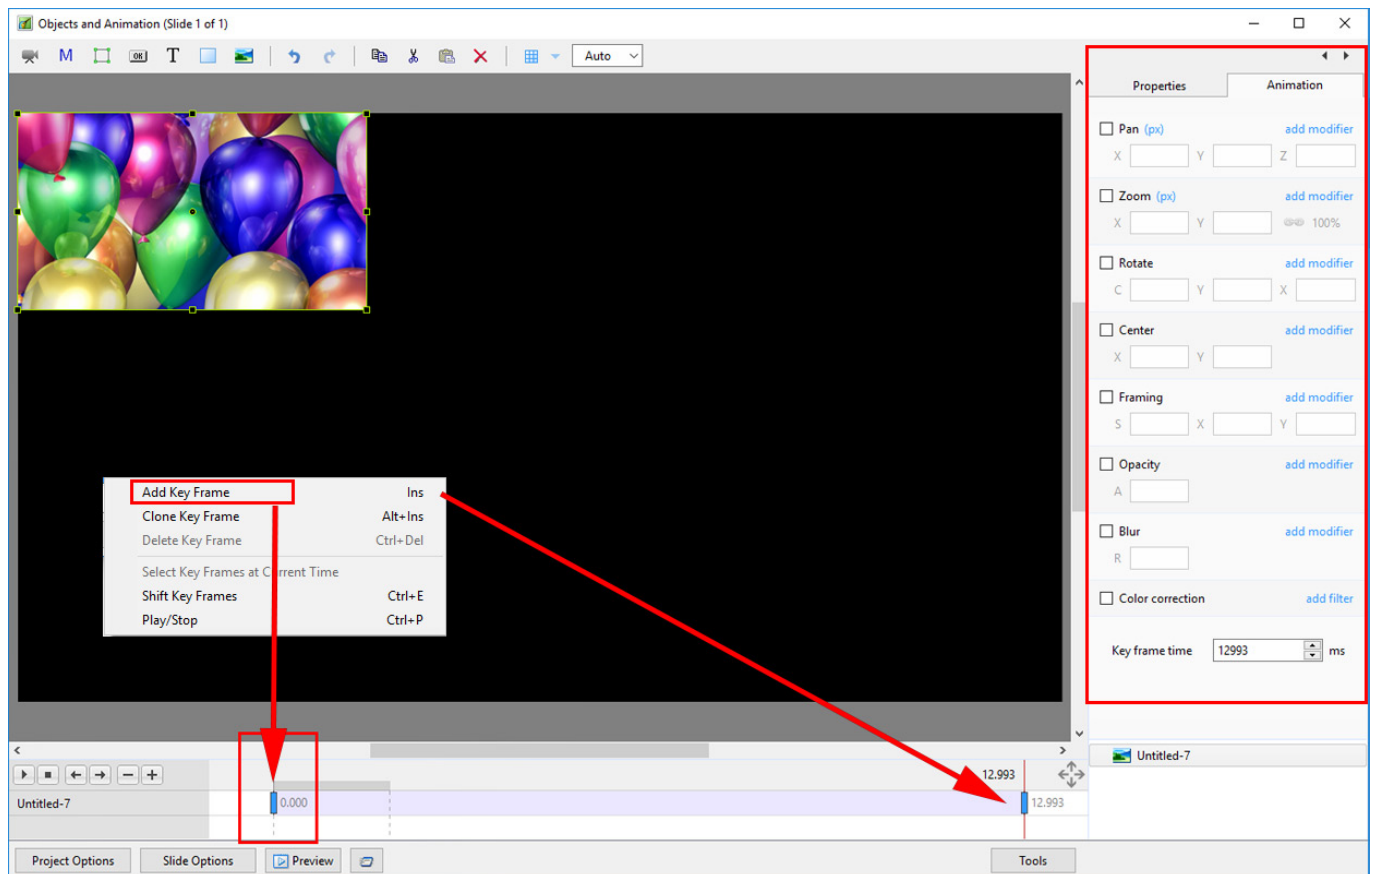 Objects and Animation (Slide 1 of 1)
M OK T Auto
Properties Animation
Pan (px) add modifier
X Y Z
Zoom (px) add modifier
X Y 100%
Rotate add modifier
C Y X
Center add modifier
X Y
Framing add modifier
S X Y
Opacity add modifier
A
Blur add modifier
R
Color correction add filter
Key frame time 12993 ms
Add Key Frame Ins
Clone Key Frame Alt+Ins
Delete Key Frame Ctrl+Del
Select Key Frames at Current Time
Shift Key Frames Ctrl+E
Play/Stop Ctrl+P
Untitled-7
12.993
Untitled-7 0.000 12.993
Project Options Slide Options Preview Tools